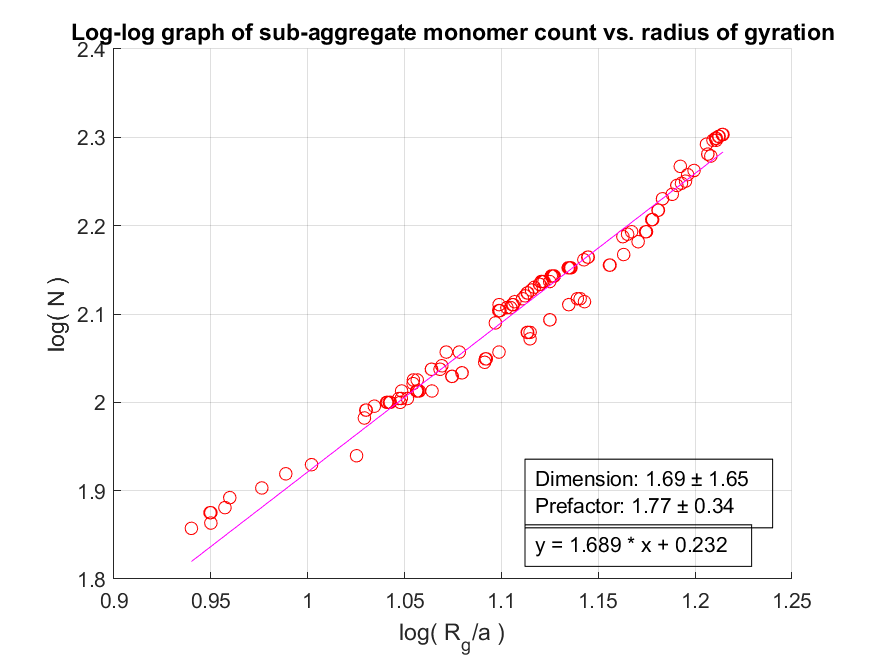 Log-log graph of sub-aggregate monomer count vs. radius of gyration
2.4
2.3
2.2
2.1
2
1.9
1.8
log( N )
Dimension: 1.69 ± 1.65
Prefactor: 1.77 ± 0.34
y = 1.689 * x + 0.232
0.9 0.95 1 1.05 1.1 1.15 1.2 1.25
log( R_g/a )